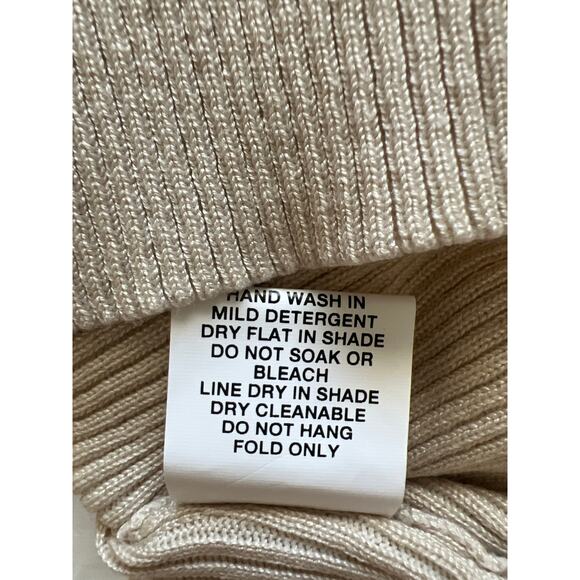 HAND WASH IN
MILD DETERGENT
DRY FLAT IN SHADE
DO NOT SOAK OR
BLEACH
LINE DRY IN SHADE
DRY CLEANABLE
DO NOT HANG
FOLD ONLY